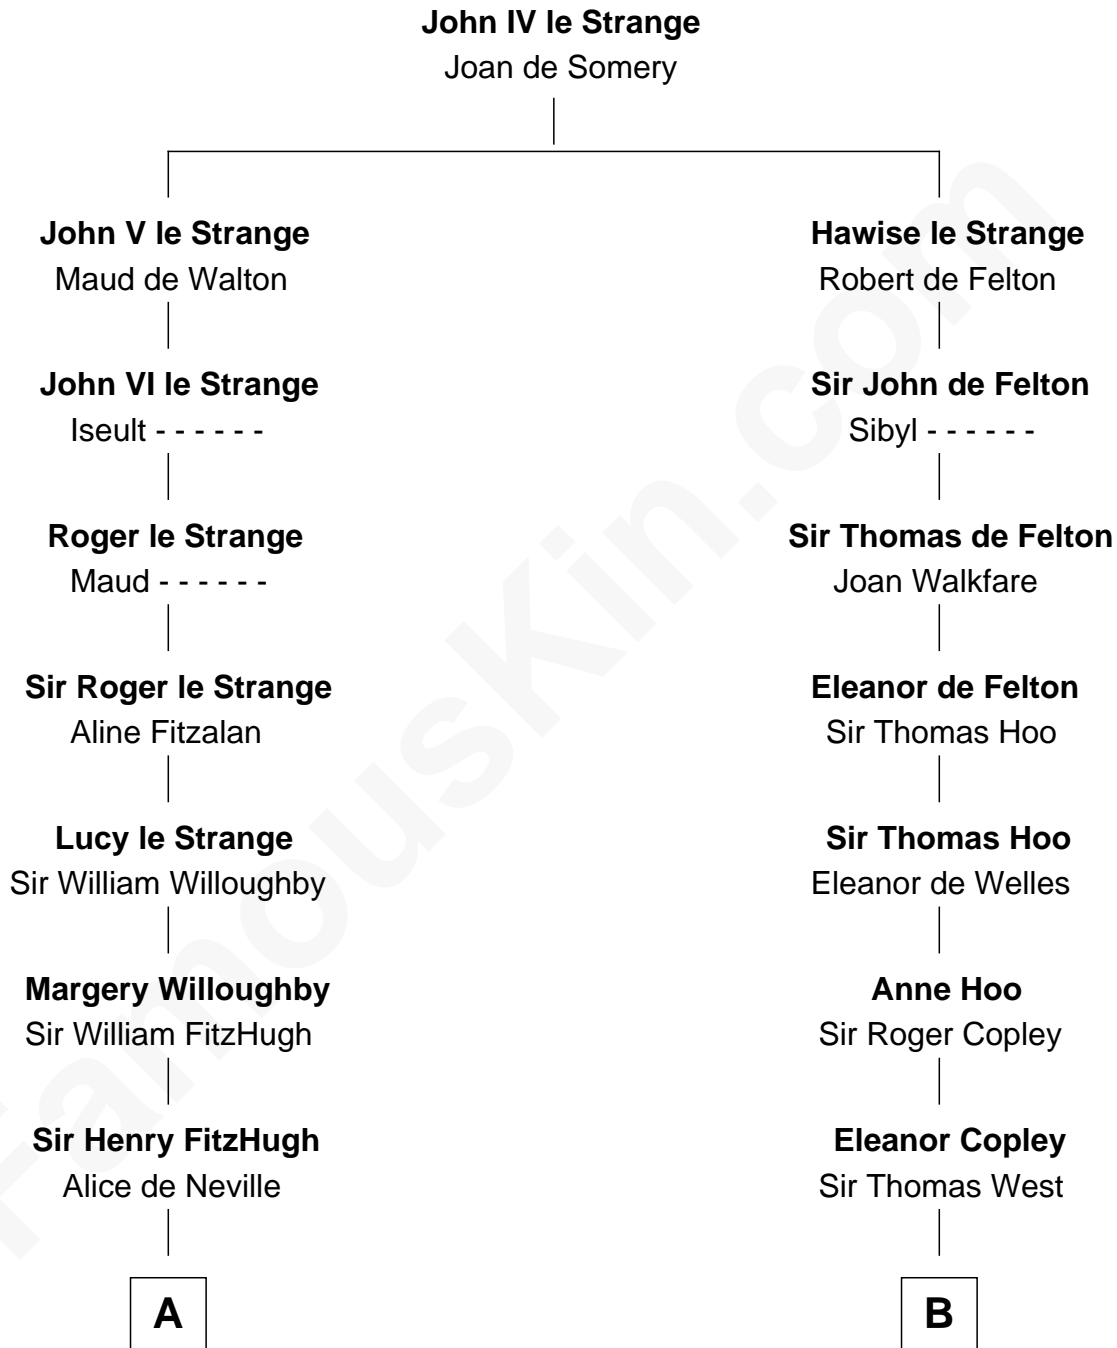 John IV le Strange
Joan de Somery
John V le Strange
Maud de Walton
Hawise le Strange
Robert de Felton
John VI le Strange
Iseult - - - - - -
Sir John de Felton
Sibyl - - - - - -
Roger le Strange
Maud - - - - - -
Sir Thomas de Felton
Joan Walkfare
Sir Roger le Strange
Aline Fitzalan
Eleanor de Felton
Sir Thomas Hoo
Lucy le Strange
Sir William Willoughby
Sir Thomas Hoo
Eleanor de Welles
Margery Willoughby
Sir William FitzHugh
Anne Hoo
Sir Roger Copley
Sir Henry FitzHugh
Alice de Neville
Eleanor Copley
Sir Thomas West
A
B
FamousKin.com